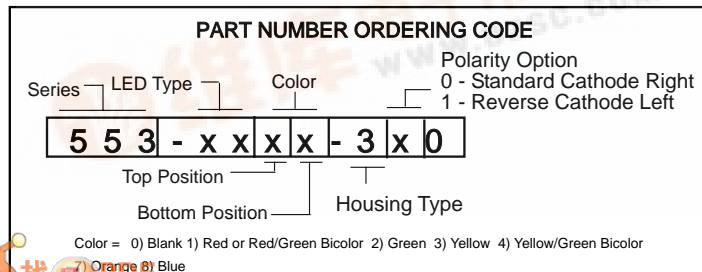 PART NUMBER ORDERING CODE
Polarity Option
0 - Standard Cathode Right
1 - Reverse Cathode Left
Series LED Type Color
5 5 3 - x x x x - 3 x 0
Top Position
Bottom Position
Housing Type
Color = 0) Blank 1) Red or Red/Green Bicolor 2) Green 3) Yellow 4) Yellow/Green Bicolor
7) Orange 8) Blue